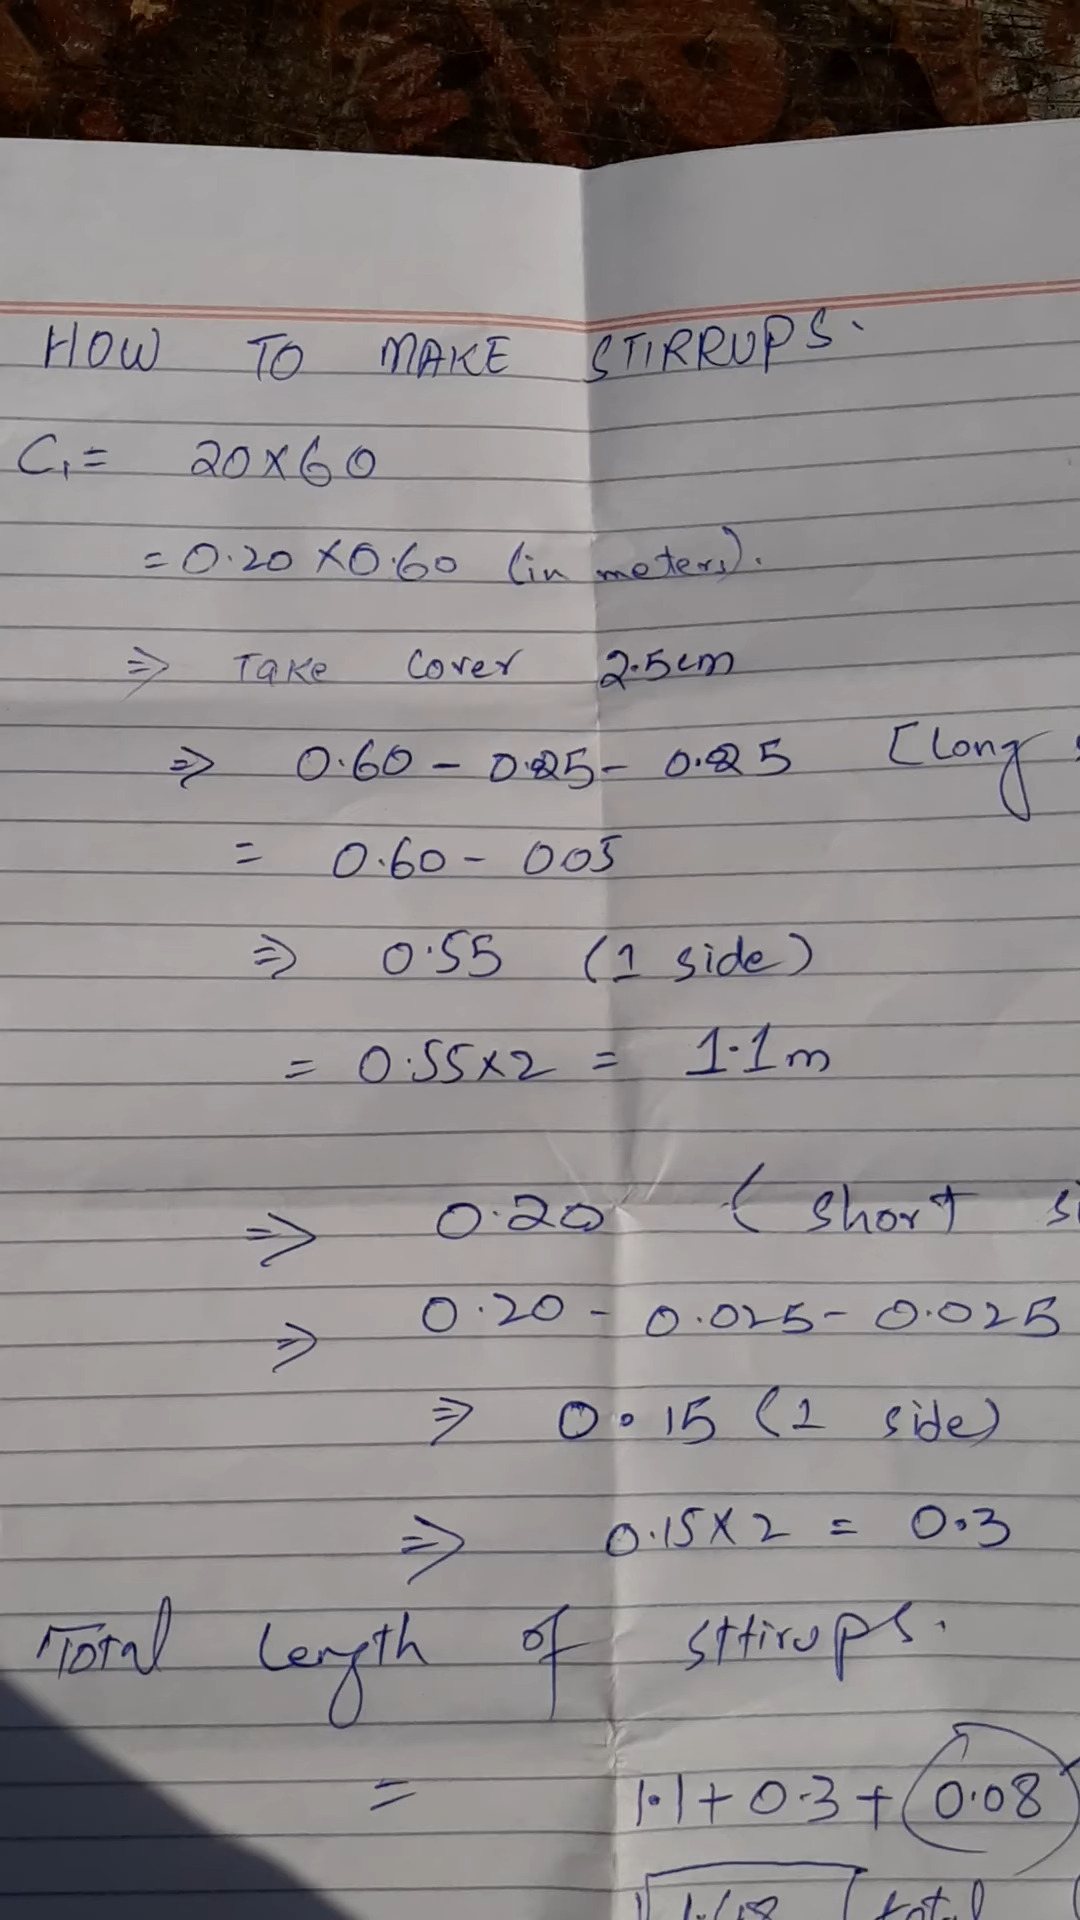 HOW TO MAKE STIRRUPS.
C1 = 20×60
= 0.20 ×0.60 (in meters).
⇒ Take Cover 2.5cm
⇒ 0.60 - 0.25 - 0.25 [Long
= 0.60 - 005
⇒ 0.55 (1 side)
= 0.55×2 = 1.1m
⇒ 0.20 ( Short si
⇒ 0.20 - 0.025 - 0.025
⇒ 0.15 (1 side)
⇒ 0.15×2 = 0.3
Total Length of sttirups.
= 1.1 + 0.3 + 0.08
total